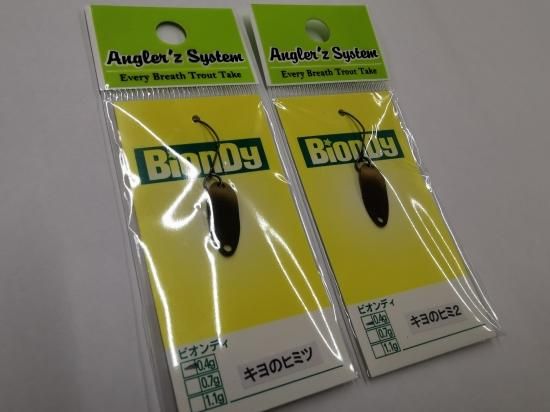 Angler'z System
Every Breath Trout Take
BionDy
ビオンディ
0.4g
0.7g
1.1g
キヨのヒミツ
Angler'z System
Every Breath Trout Take
BionDy
ビオンディ
0.4g
0.7g
1.1g
キヨのヒミ2